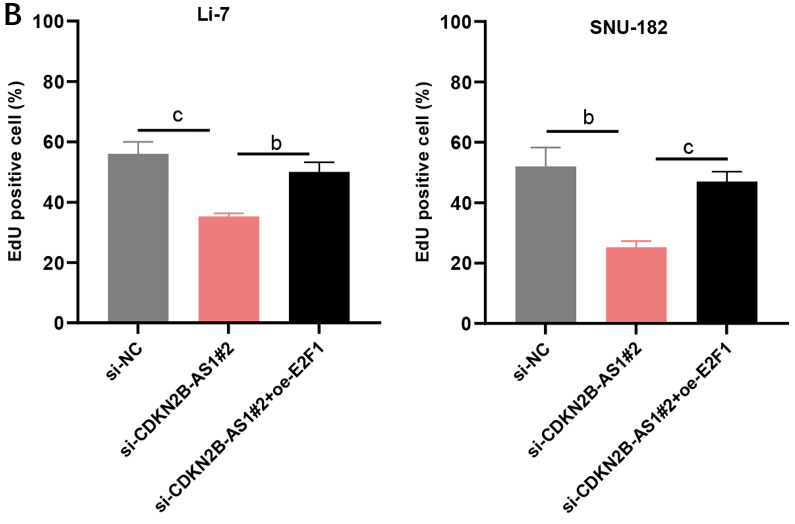 B
Li-7
EdU positive cell (%)
100
80
60
40
20
0
c
b
si-NC
si-CDKN2B-AS1#2
si-CDKN2B-AS1#2+oe-E2F1
SNU-182
EdU positive cell (%)
100
80
60
40
20
0
b
c
si-NC
si-CDKN2B-AS1#2
si-CDKN2B-AS1#2+oe-E2F1